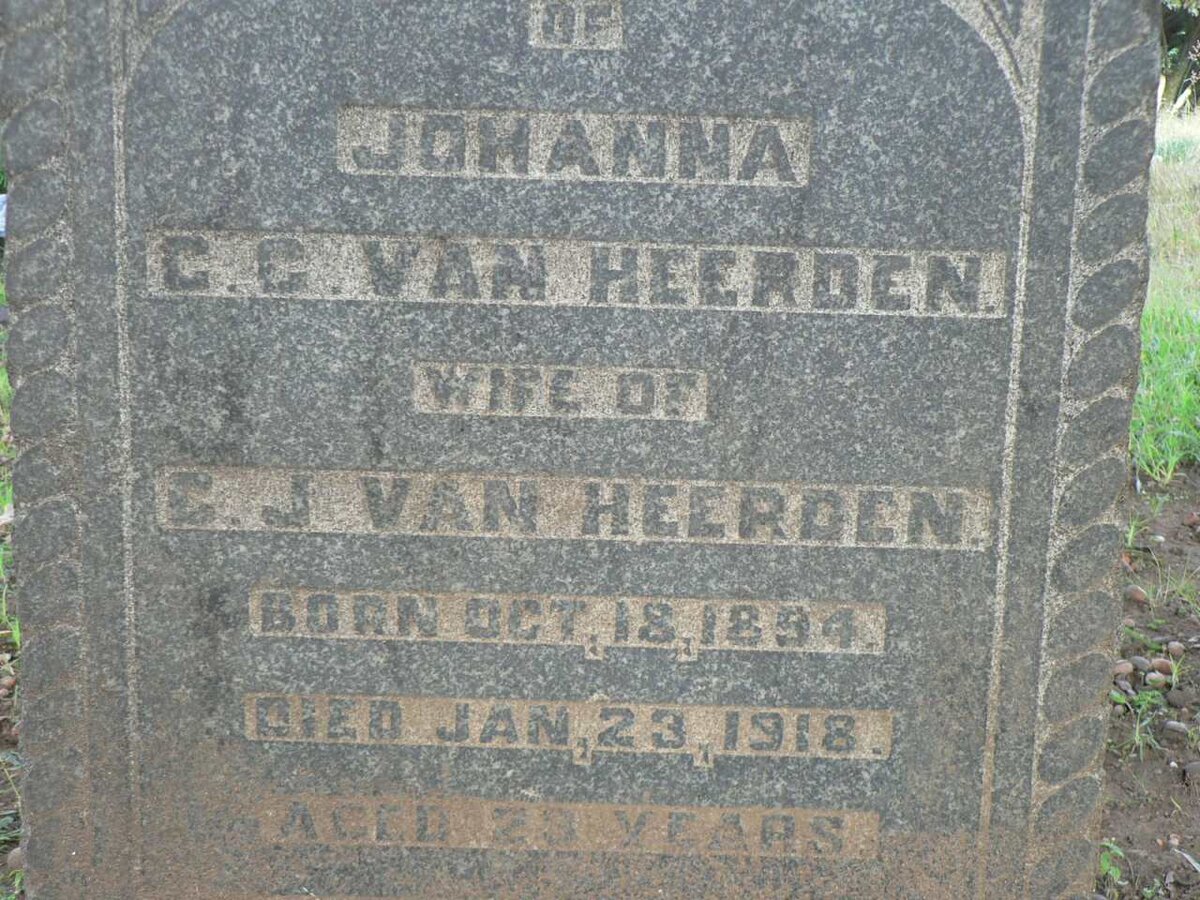 OF
JOHANNA
C. C. VAN HEERDEN.
WIFE OF
C. J. VAN HEERDEN.
BORN OCT, 18, 1894
DIED JAN, 23, 1918.
AGED 23 YEARS.